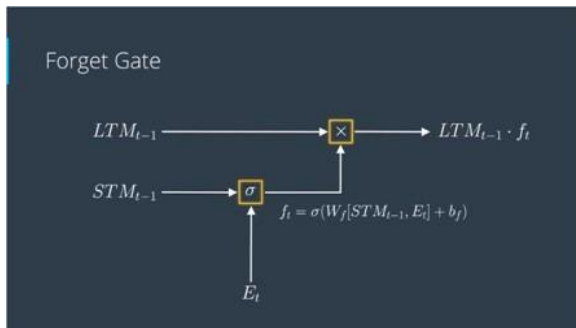 Forget Gate
LTM_{t-1} × LTM_{t-1} · f_t
STM_{t-1} σ
f_t = σ(W_f[STM_{t-1}, E_t] + b_f)
E_t